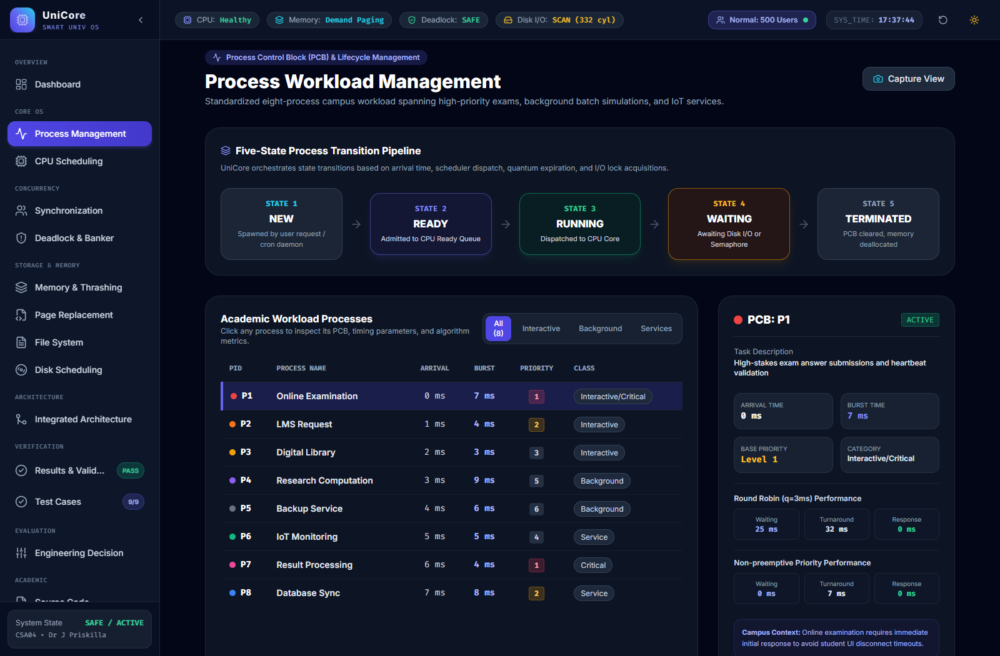 UniCore
SMART UNIV OS
OVERVIEW
Dashboard
CORE OS
Process Management
CPU Scheduling
CONCURRENCY
Synchronization
Deadlock & Banker
STORAGE & MEMORY
Memory & Thrashing
Page Replacement
File System
Disk Scheduling
ARCHITECTURE
Integrated Architecture
VERIFICATION
Results & Valid... PASS
Test Cases 9/9
EVALUATION
Engineering Decision
ACADEMIC
Source Code
System State SAFE / ACTIVE
CSA04 • Dr J Priskilla
CPU: Healthy
Memory: Demand Paging
Deadlock: SAFE
Disk I/O: SCAN (332 cyl)
Normal: 500 Users
SYS_TIME: 17:37:44
Process Control Block (PCB) & Lifecycle Management
Process Workload Management
Standardized eight-process campus workload spanning high-priority exams, background batch simulations, and IoT services.
Capture View
Five-State Process Transition Pipeline
UniCore orchestrates state transitions based on arrival time, scheduler dispatch, quantum expiration, and I/O lock acquisitions.
STATE 1
NEW
Spawned by user request /
cron daemon
STATE 2
READY
Admitted to CPU Ready Queue
STATE 3
RUNNING
Dispatched to CPU Core
STATE 4
WAITING
Awaiting Disk I/O or
Semaphore
STATE 5
TERMINATED
PCB cleared, memory
deallocated
Academic Workload Processes
Click any process to inspect its PCB, timing parameters, and algorithm
metrics.
All
(8)
Interactive
Background
Services
PID PROCESS NAME ARRIVAL BURST PRIORITY CLASS
P1 Online Examination 0 ms 7 ms 1 Interactive/Critical
P2 LMS Request 1 ms 4 ms 2 Interactive
P3 Digital Library 2 ms 3 ms 3 Interactive
P4 Research Computation 3 ms 9 ms 5 Background
P5 Backup Service 4 ms 6 ms 6 Background
P6 IoT Monitoring 5 ms 5 ms 4 Service
P7 Result Processing 6 ms 4 ms 1 Critical
P8 Database Sync 7 ms 8 ms 2 Service
PCB: P1 ACTIVE
Task Description
High-stakes exam answer submissions and heartbeat
validation
ARRIVAL TIME
0 ms
BURST TIME
7 ms
BASE PRIORITY
Level 1
CATEGORY
Interactive/Critical
Round Robin (q=3ms) Performance
Waiting Turnaround Response
25 ms 32 ms 0 ms
Non-preemptive Priority Performance
Waiting Turnaround Response
0 ms 7 ms 0 ms
Campus Context: Online examination requires immediate
initial response to avoid student UI disconnect timeouts.